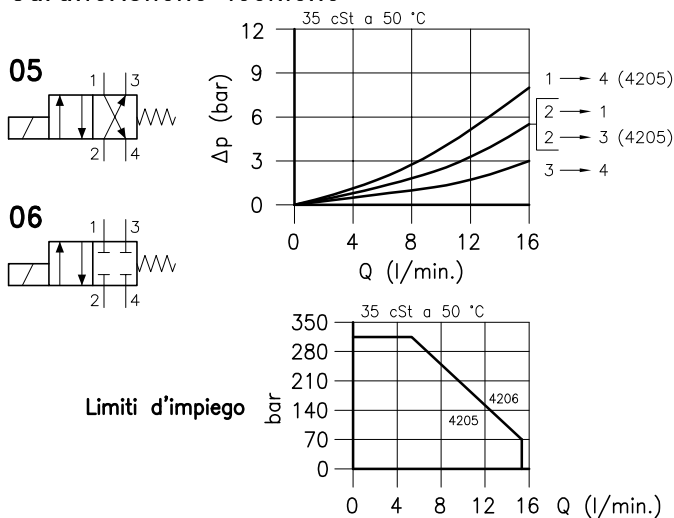 35 cSt a 50 °C
05
1 3
2 4
06
1 3
2 4
Δp (bar)
12
9
6
3
0
0 4 8 12 16
Q (l/min.)
1 → 4 (4205)
2 → 1
2 → 3 (4205)
3 → 4
35 cSt a 50 °C
Limiti d'impiego
bar
350
280
210
140
70
0
4206
4205
0 4 8 12 16 Q (l/min.)